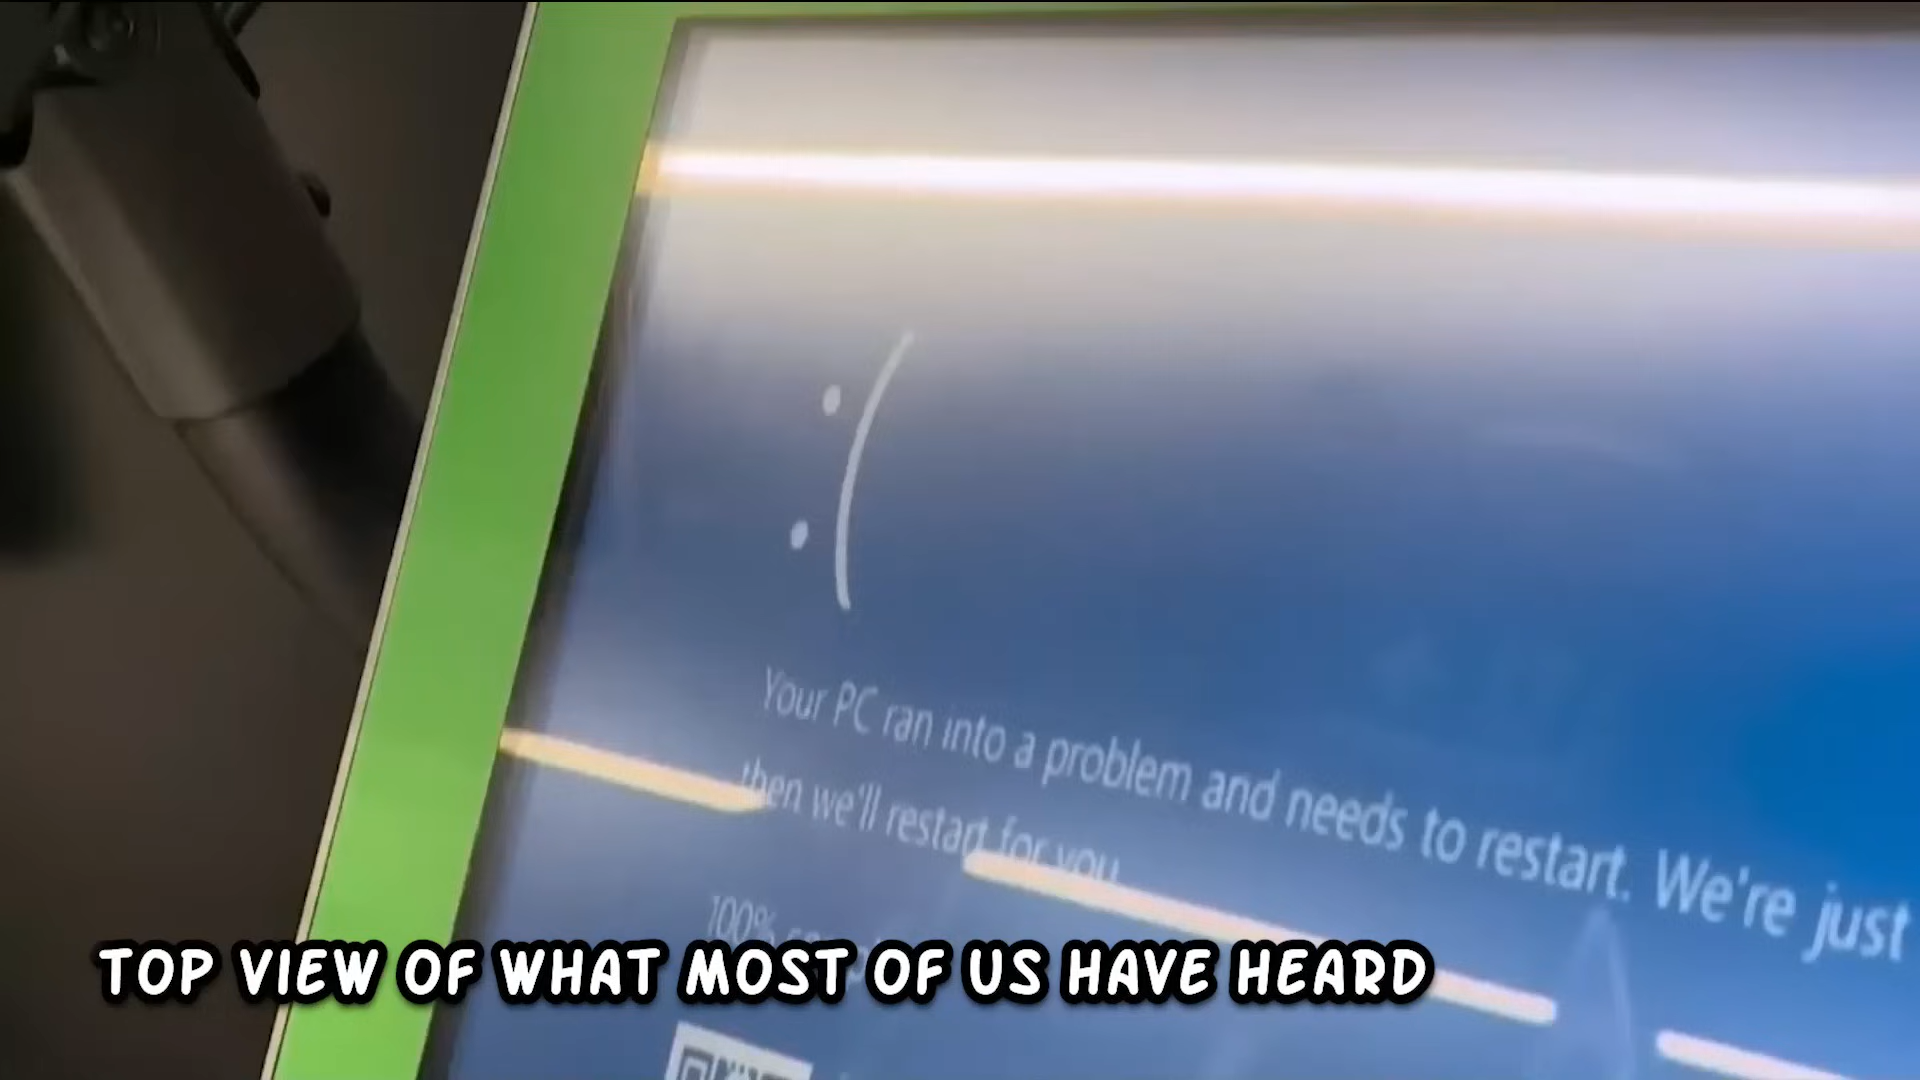 :(
Your PC ran into a problem and needs to restart. We're just
then we'll restart for you
100%
TOP VIEW OF WHAT MOST OF US HAVE HEARD